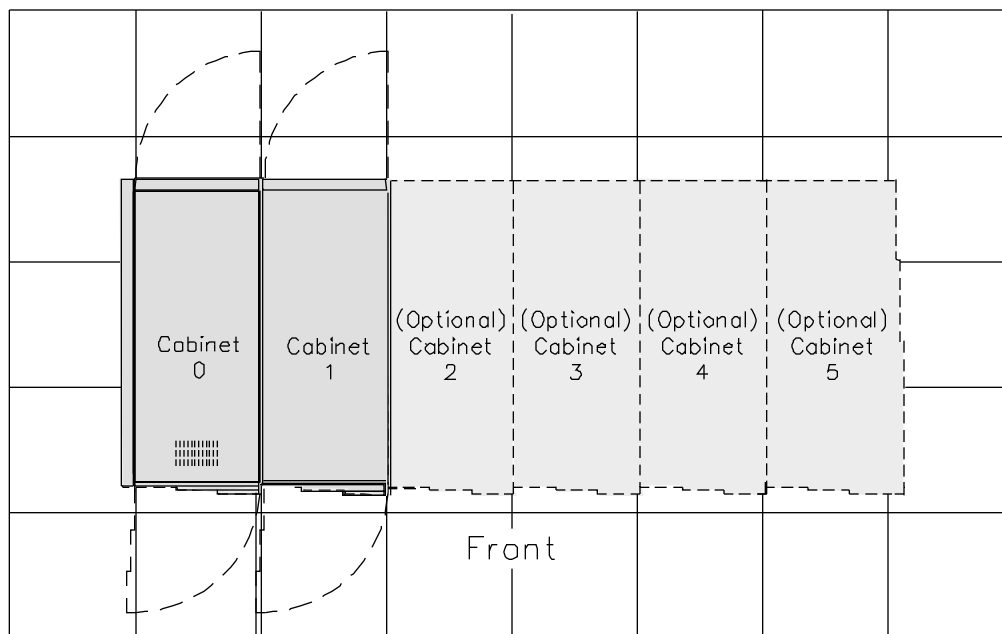 Cabinet
0
Cabinet
1
(Optional)
Cabinet
2
(Optional)
Cabinet
3
(Optional)
Cabinet
4
(Optional)
Cabinet
5
Front